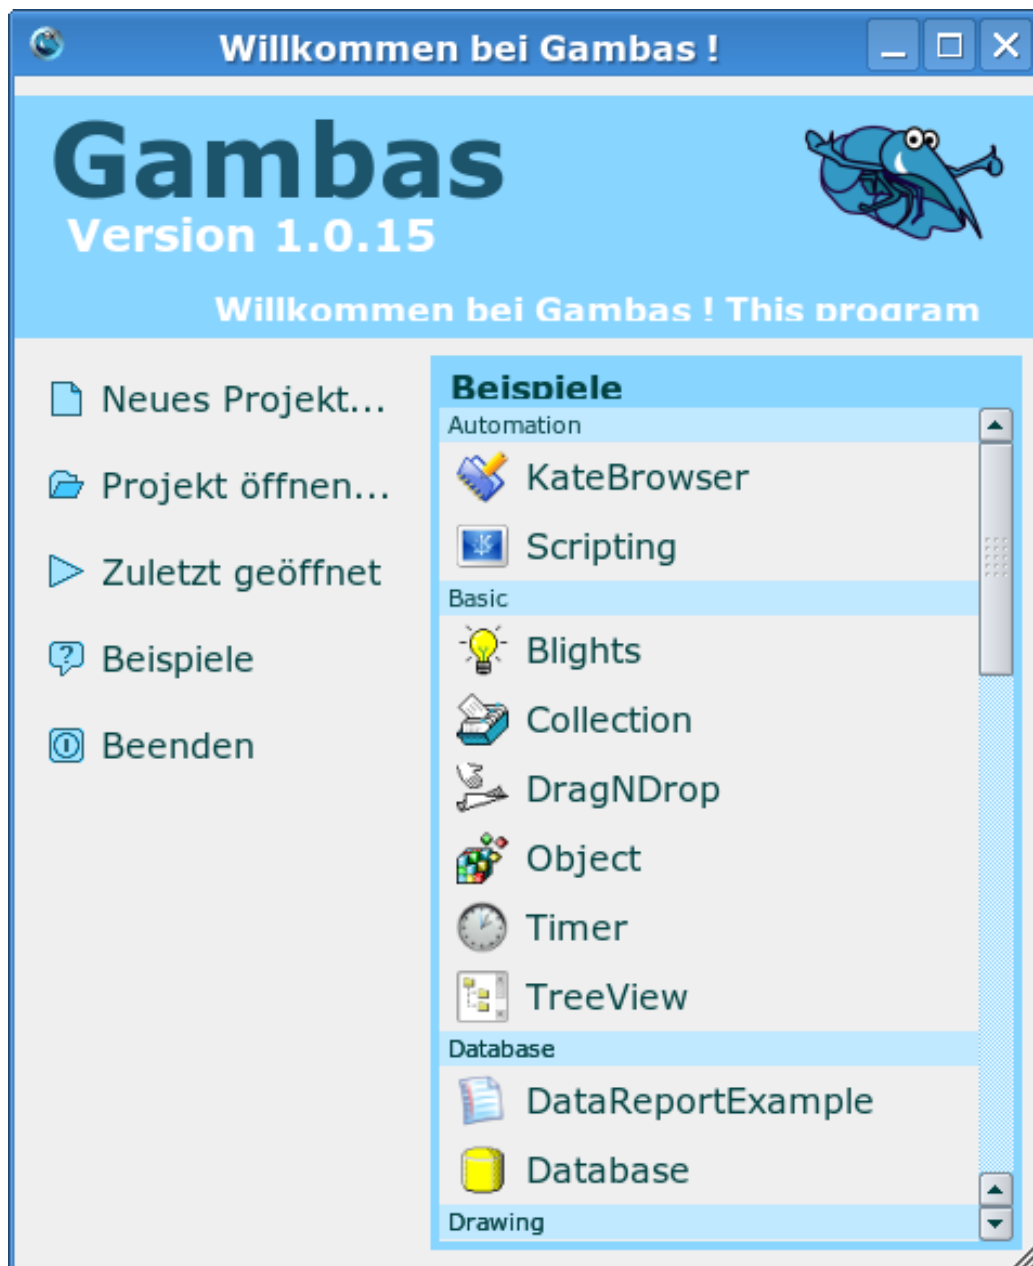 Willkommen bei Gambas !
Gambas
Version 1.0.15
Willkommen bei Gambas ! This program
Neues Projekt...
Projekt öffnen...
Zuletzt geöffnet
Beispiele
Beenden
Beispiele
Automation
KateBrowser
Scripting
Basic
Blights
Collection
DragNDrop
Object
Timer
TreeView
Database
DataReportExample
Database
Drawing